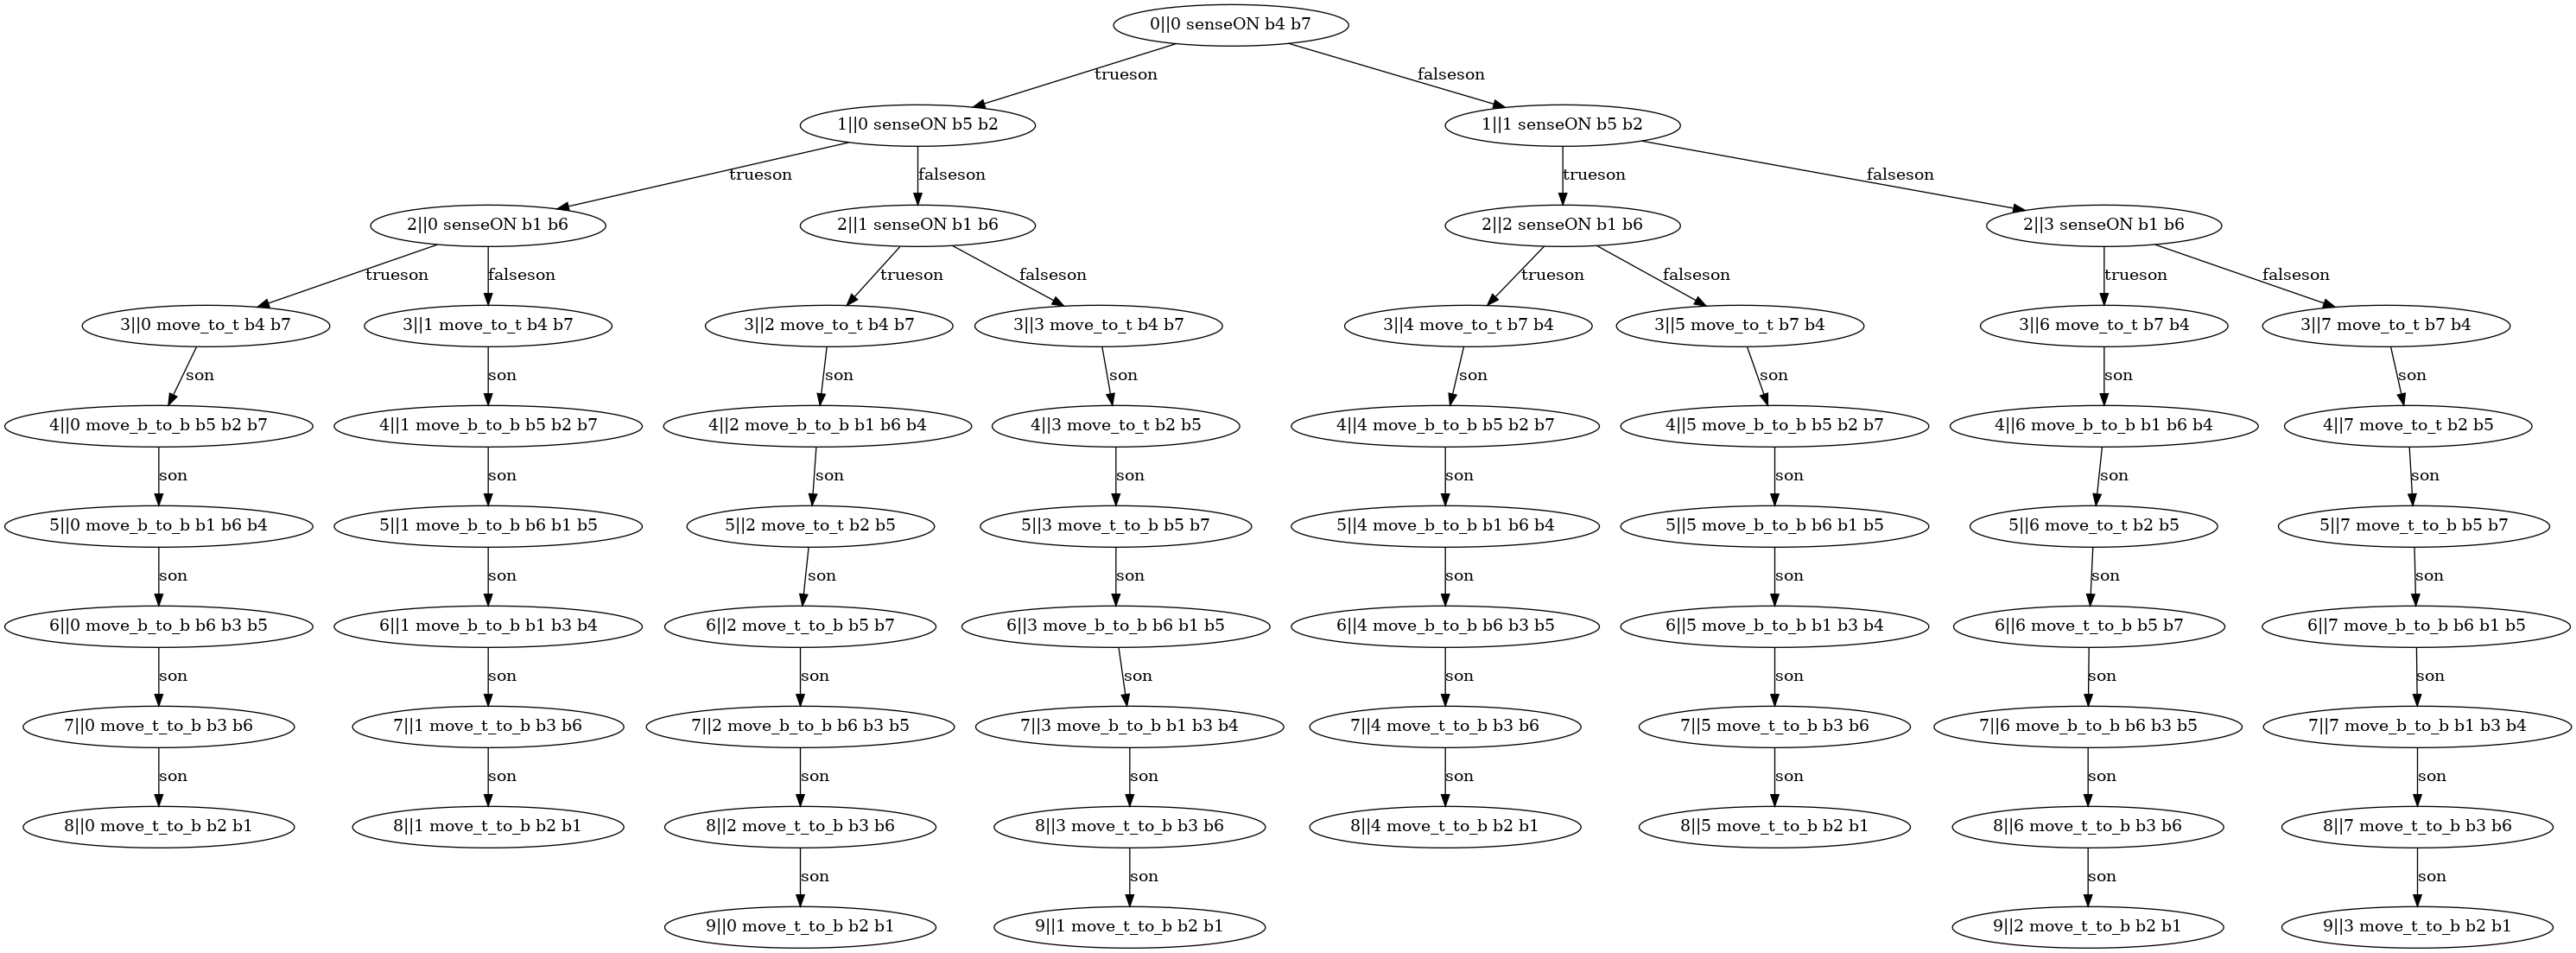 0||0 senseON b4 b7
trueson
falseson
1||0 senseON b5 b2
1||1 senseON b5 b2
trueson
falseson
trueson
falseson
2||0 senseON b1 b6
2||1 senseON b1 b6
2||2 senseON b1 b6
2||3 senseON b1 b6
trueson
falseson
trueson
falseson
trueson
falseson
trueson
falseson
3||0 move_to_t b4 b7
3||1 move_to_t b4 b7
3||2 move_to_t b4 b7
3||3 move_to_t b4 b7
3||4 move_to_t b7 b4
3||5 move_to_t b7 b4
3||6 move_to_t b7 b4
3||7 move_to_t b7 b4
son
son
son
son
son
son
son
son
4||0 move_b_to_b b5 b2 b7
4||1 move_b_to_b b5 b2 b7
4||2 move_b_to_b b1 b6 b4
4||3 move_to_t b2 b5
4||4 move_b_to_b b5 b2 b7
4||5 move_b_to_b b5 b2 b7
4||6 move_b_to_b b1 b6 b4
4||7 move_to_t b2 b5
son
son
son
son
son
son
son
son
5||0 move_b_to_b b1 b6 b4
5||1 move_b_to_b b6 b1 b5
5||2 move_to_t b2 b5
5||3 move_t_to_b b5 b7
5||4 move_b_to_b b1 b6 b4
5||5 move_b_to_b b6 b1 b5
5||6 move_to_t b2 b5
5||7 move_t_to_b b5 b7
son
son
son
son
son
son
son
son
6||0 move_b_to_b b6 b3 b5
6||1 move_b_to_b b1 b3 b4
6||2 move_t_to_b b5 b7
6||3 move_b_to_b b6 b1 b5
6||4 move_b_to_b b6 b3 b5
6||5 move_b_to_b b1 b3 b4
6||6 move_t_to_b b5 b7
6||7 move_b_to_b b6 b1 b5
son
son
son
son
son
son
son
son
7||0 move_t_to_b b3 b6
7||1 move_t_to_b b3 b6
7||2 move_b_to_b b6 b3 b5
7||3 move_b_to_b b1 b3 b4
7||4 move_t_to_b b3 b6
7||5 move_t_to_b b3 b6
7||6 move_b_to_b b6 b3 b5
7||7 move_b_to_b b1 b3 b4
son
son
son
son
son
son
son
son
8||0 move_t_to_b b2 b1
8||1 move_t_to_b b2 b1
8||2 move_t_to_b b3 b6
8||3 move_t_to_b b3 b6
8||4 move_t_to_b b2 b1
8||5 move_t_to_b b2 b1
8||6 move_t_to_b b3 b6
8||7 move_t_to_b b3 b6
son
son
son
son
9||0 move_t_to_b b2 b1
9||1 move_t_to_b b2 b1
9||2 move_t_to_b b2 b1
9||3 move_t_to_b b2 b1